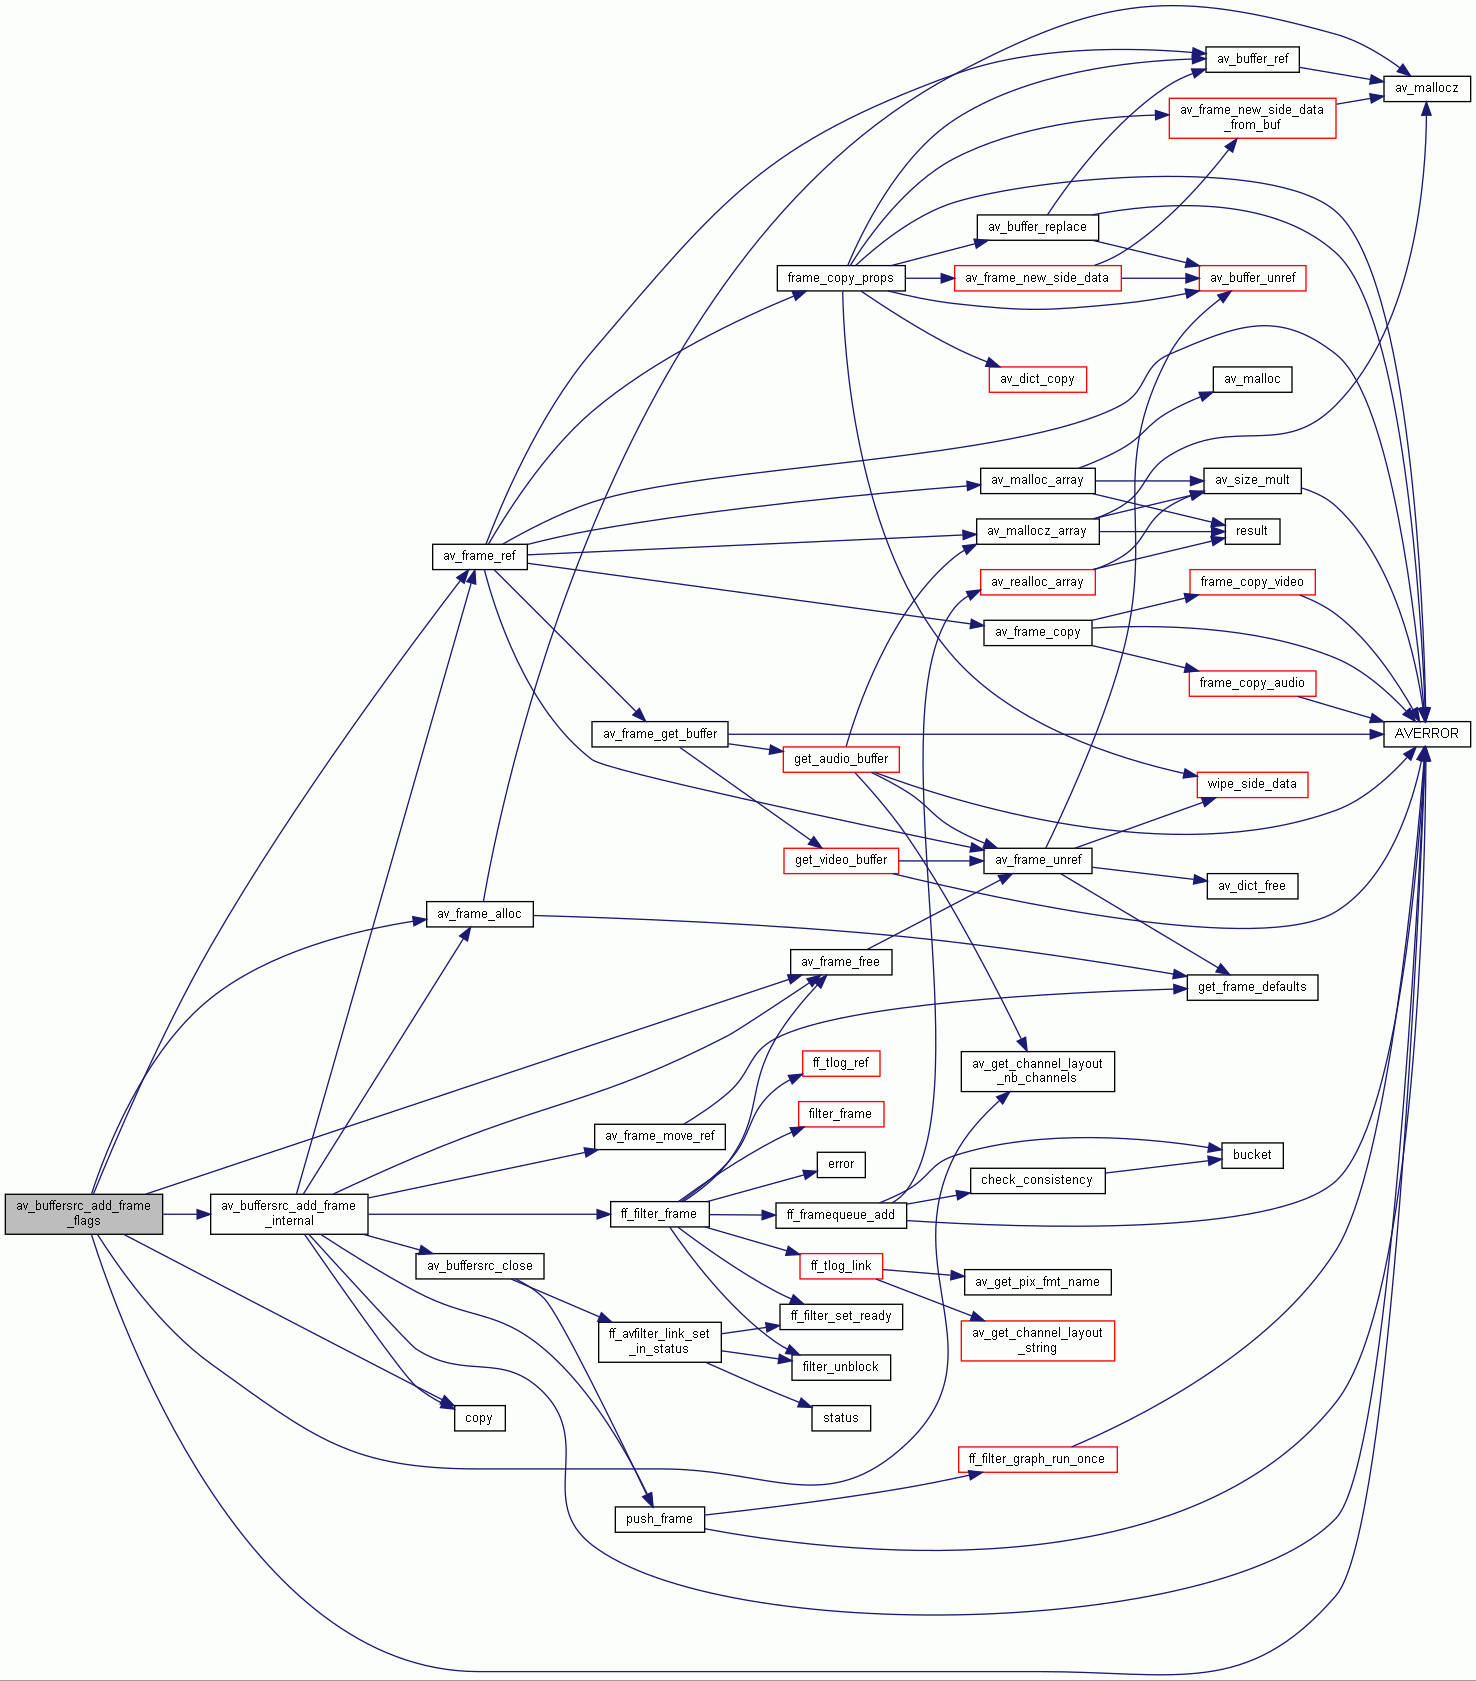 av_buffer_ref
av_mallocz
av_frame_new_side_data
_from_buf
av_buffer_replace
frame_copy_props
av_frame_new_side_data
av_buffer_unref
av_dict_copy
av_malloc
av_malloc_array
av_size_mult
av_mallocz_array
result
av_frame_ref
av_realloc_array
frame_copy_video
av_frame_copy
frame_copy_audio
av_frame_get_buffer
AVERROR
get_audio_buffer
wipe_side_data
get_video_buffer
av_frame_unref
av_dict_free
av_frame_alloc
av_frame_free
get_frame_defaults
ff_tlog_ref
av_get_channel_layout
_nb_channels
filter_frame
av_frame_move_ref
error
bucket
check_consistency
av_buffersrc_add_frame
_flags
av_buffersrc_add_frame
_internal
ff_filter_frame
ff_framequeue_add
av_buffersrc_close
ff_tlog_link
av_get_pix_fmt_name
ff_filter_set_ready
ff_avfilter_link_set
_in_status
av_get_channel_layout
_string
filter_unblock
copy
status
ff_filter_graph_run_once
push_frame